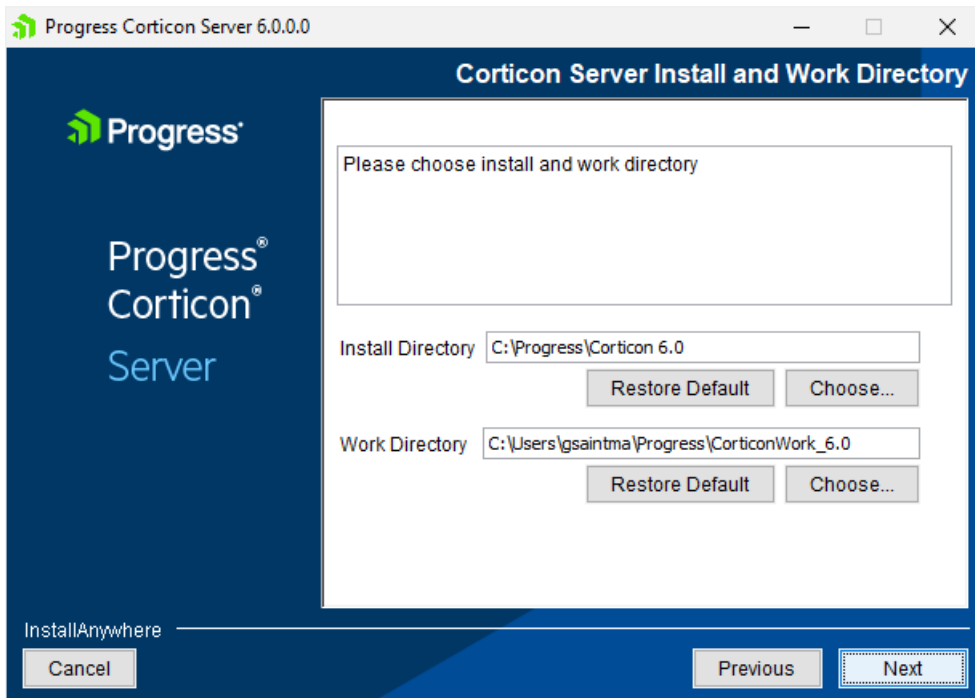 Progress Corticon Server 6.0.0.0
Corticon Server Install and Work Directory
Progress®
Progress®
Corticon®
Server
Please choose install and work directory
Install Directory C:\Progress\Corticon 6.0
Restore Default Choose...
Work Directory C:\Users\gsaintma\Progress\CorticonWork_6.0
Restore Default Choose...
InstallAnywhere
Cancel Previous Next